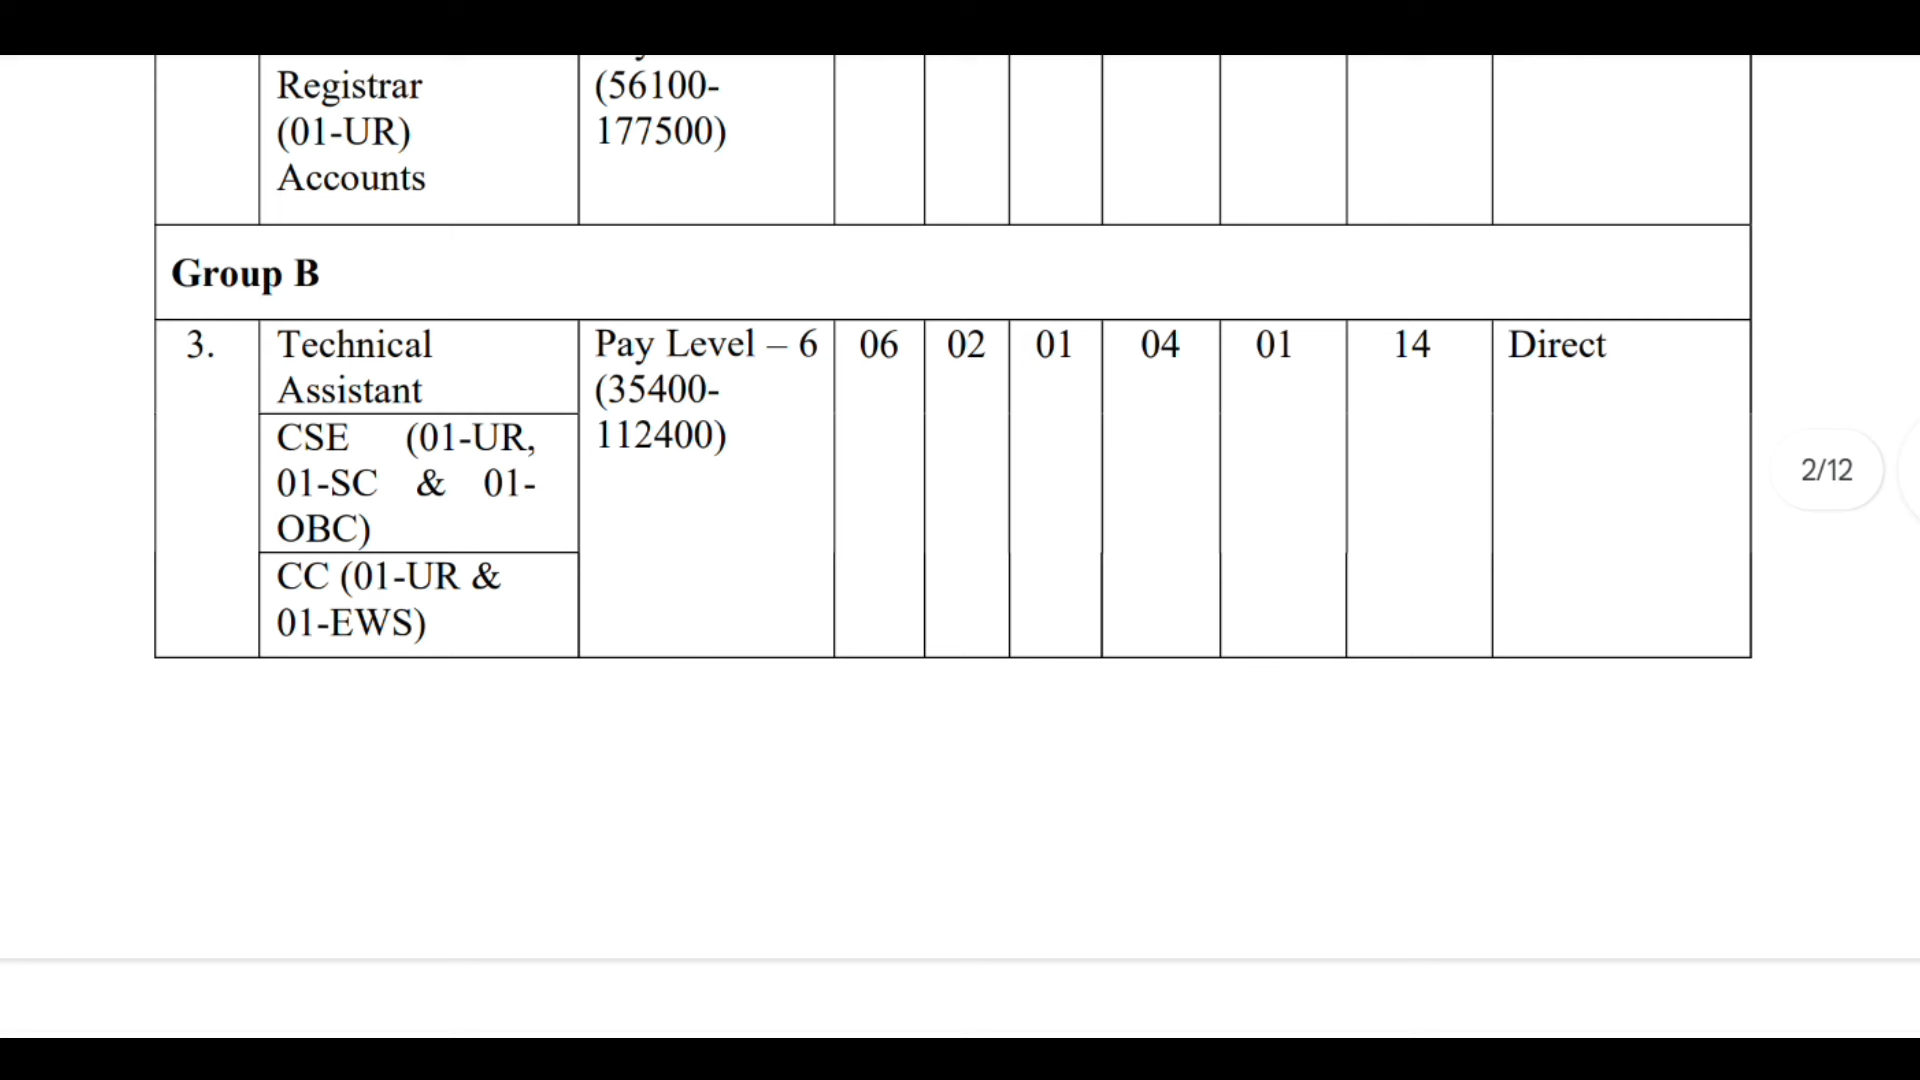 Registrar
(01-UR)
Accounts
(56100-
177500)
Group B
3.
Technical
Assistant
CSE (01-UR,
01-SC & 01-
OBC)
CC (01-UR &
01-EWS)
Pay Level – 6
(35400-
112400)
06
02
01
04
01
14
Direct
2/12